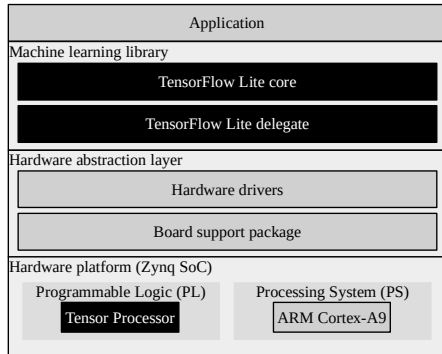 Application
Machine learning library
TensorFlow Lite core
TensorFlow Lite delegate
Hardware abstraction layer
Hardware drivers
Board support package
Hardware platform (Zynq SoC)
Programmable Logic (PL)
Tensor Processor
Processing System (PS)
ARM Cortex-A9